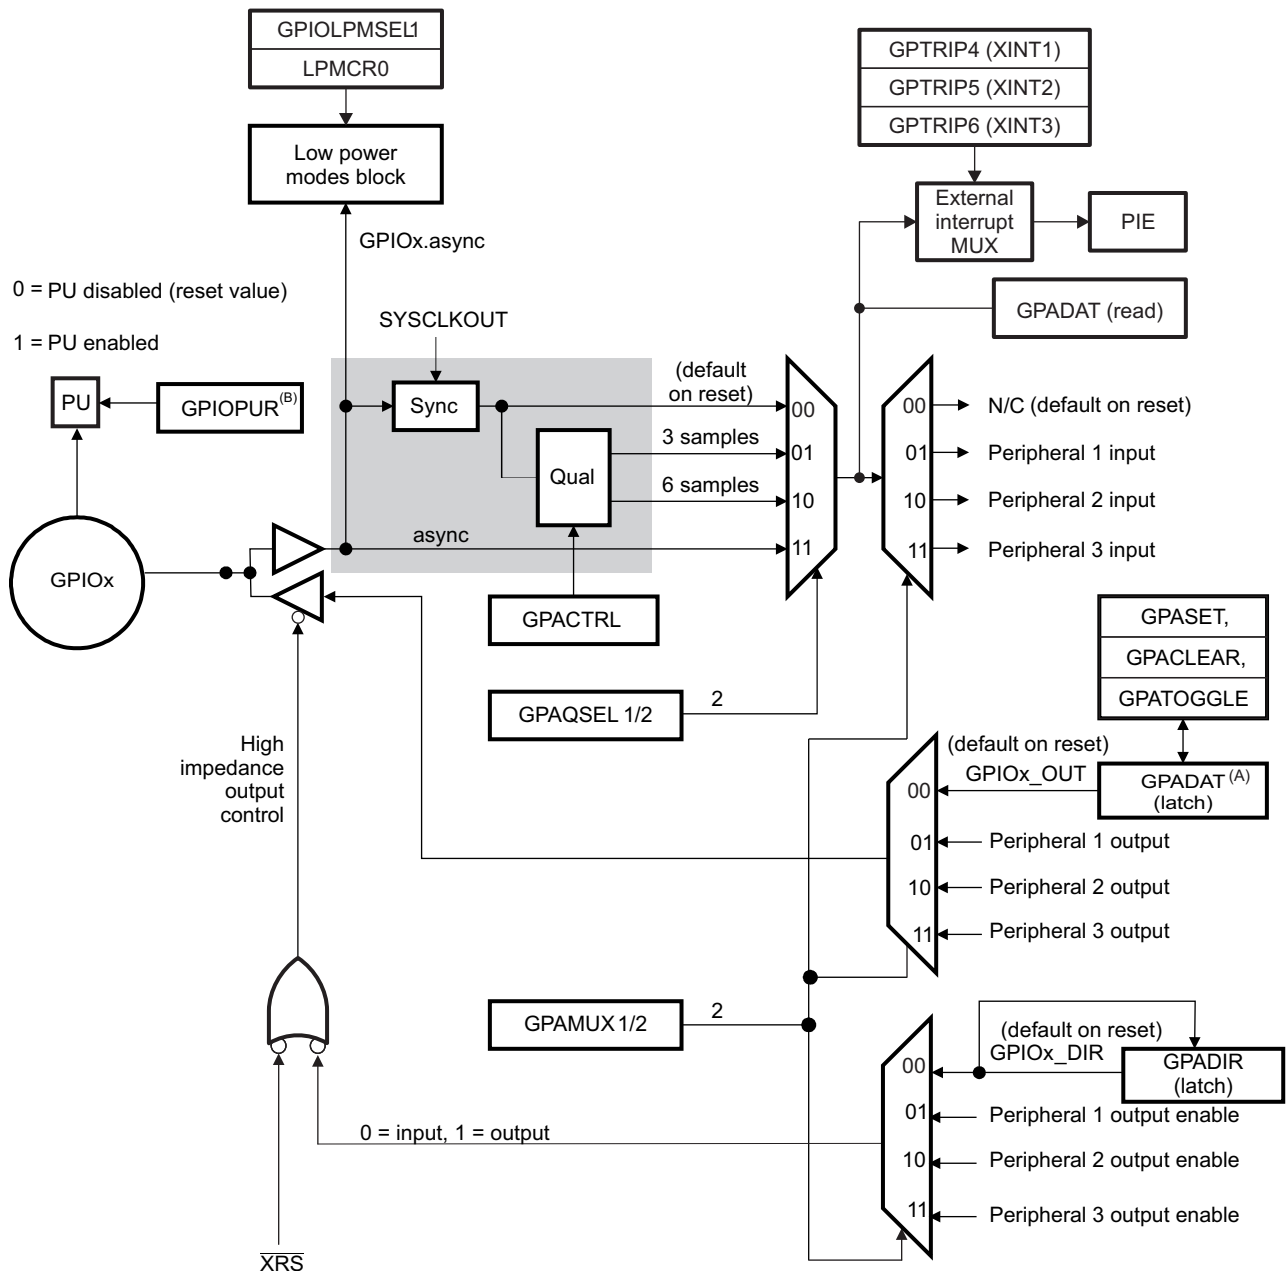 GPIOLPMSEL1
LPMCR0
Low power
modes block
GPIOx.async
GPTRIP4 (XINT1)
GPTRIP5 (XINT2)
GPTRIP6 (XINT3)
External
interrupt
MUX
PIE
GPADAT (read)
0 = PU disabled (reset value)
1 = PU enabled
PU
GPIOPUR(B)
SYSCLKOUT
Sync
Qual
(default
on reset)
3 samples
6 samples
async
00
01
10
11
00
01
10
11
N/C (default on reset)
Peripheral 1 input
Peripheral 2 input
Peripheral 3 input
GPIOx
GPACTRL
GPAQSEL 1/2
2
GPASET,
GPACLEAR,
GPATOGGLE
High
impedance
output
control
(default on reset)
GPIOx_OUT
GPADAT(A)
(latch)
00
01
10
11
Peripheral 1 output
Peripheral 2 output
Peripheral 3 output
GPAMUX 1/2
2
(default on reset)
GPIOx_DIR
GPADIR
(latch)
00
01
10
11
Peripheral 1 output enable
Peripheral 2 output enable
Peripheral 3 output enable
0 = input, 1 = output
XRS